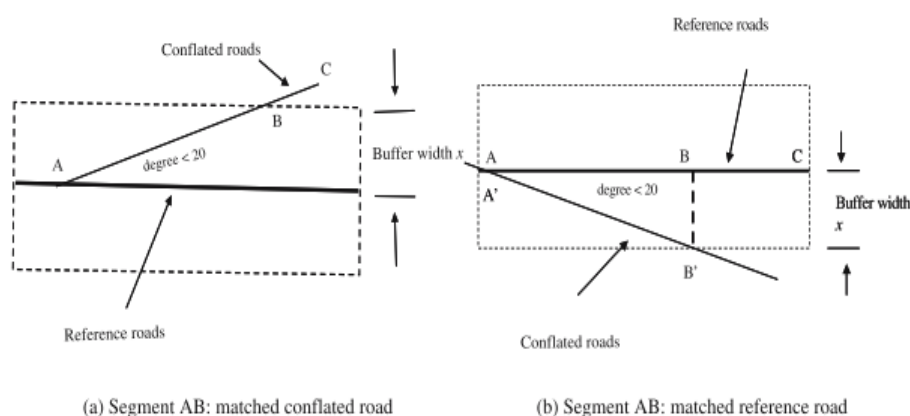 Conflated roads
C
B
A
degree < 20
Buffer width x
Reference roads
(a) Segment AB: matched conflated road
Reference roads
A
B
C
A'
degree < 20
Buffer width
x
B'
Conflated roads
(b) Segment AB: matched reference road